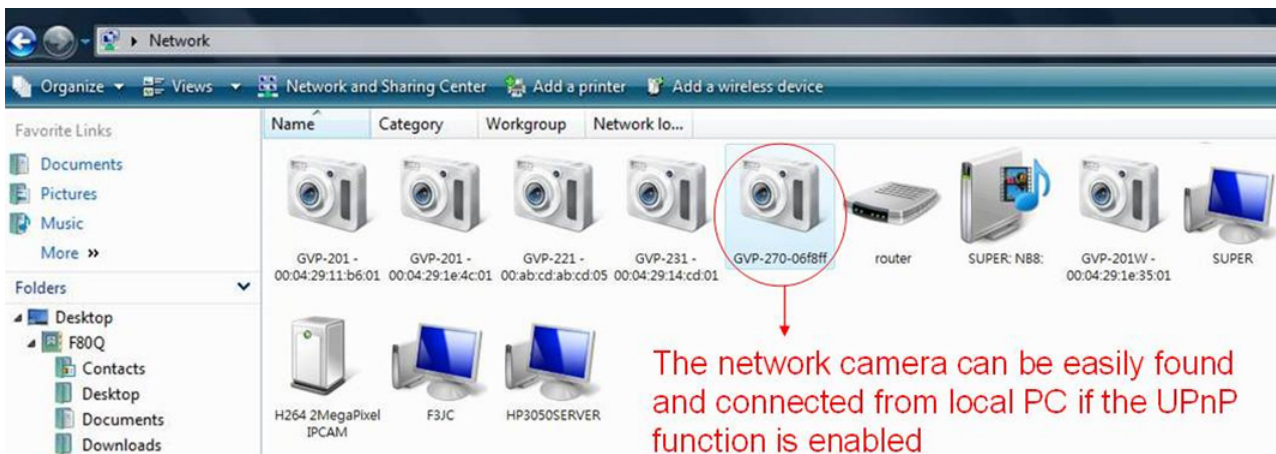 Network
Organize Views Network and Sharing Center Add a printer Add a wireless device
Favorite Links
Documents
Pictures
Music
More »
Folders
Desktop
F80Q
Contacts
Desktop
Documents
Downloads
Name Category Workgroup Network lo...
GVP-201 -
00:04:29:11:b6:01
GVP-201 -
00:04:29:1e:4c:01
GVP-221 -
00:ab:cd:ab:cd:05
GVP-231 -
00:04:29:14:cd:01
GVP-270-06f8ff
router
SUPER: NB8:
GVP-201W -
00:04:29:1e:35:01
SUPER
H264 2MegaPixel
IPCAM
F3JC
HP3050SERVER
The network camera can be easily found
and connected from local PC if the UPnP
function is enabled